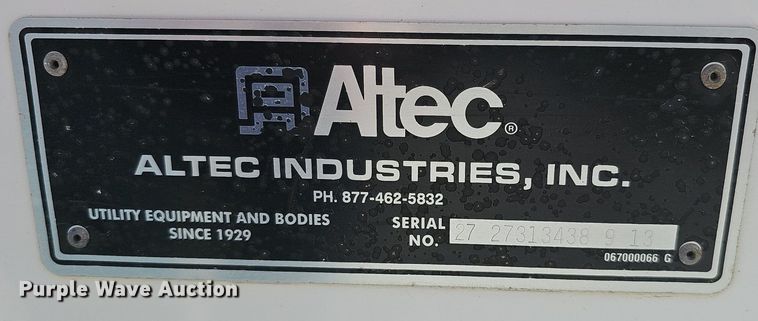 Altec®
ALTEC INDUSTRIES, INC.
PH. 877-462-5832
UTILITY EQUIPMENT AND BODIES
SINCE 1929
SERIAL
NO. 27 27313438 9 13
067000066 G
Purple Wave Auction